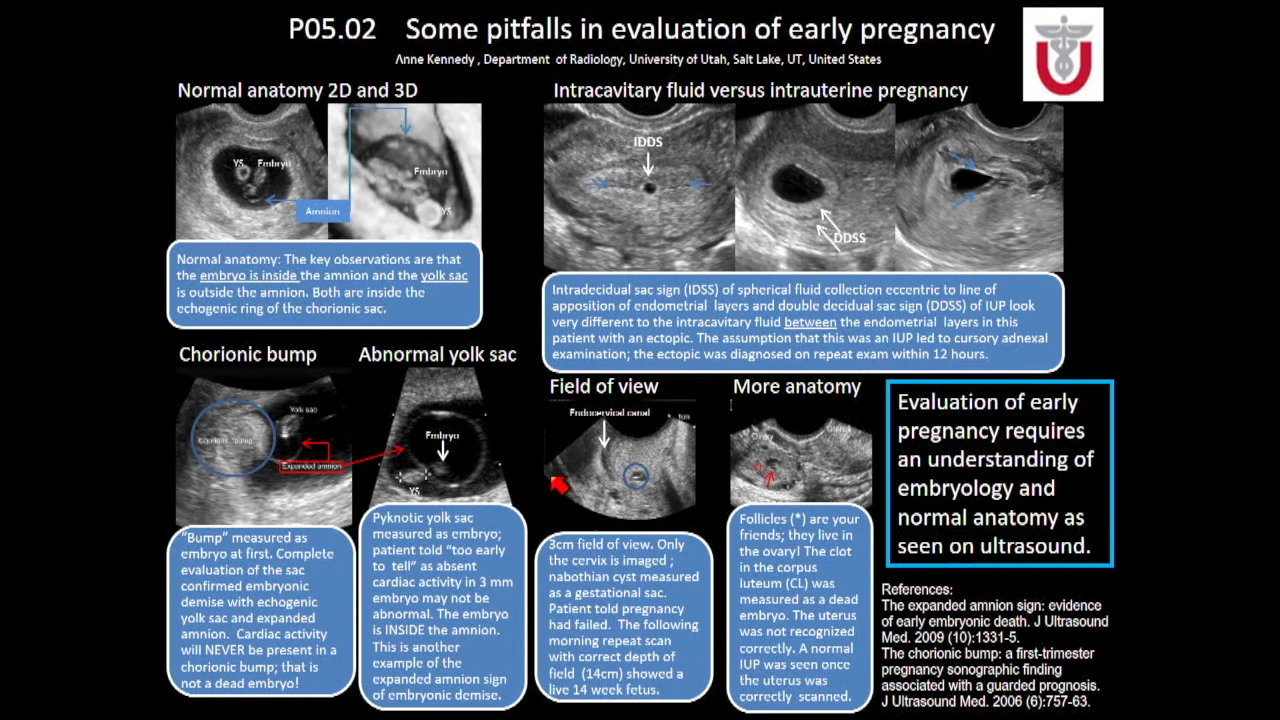 P05.02 Some pitfalls in evaluation of early pregnancy
Anne Kennedy , Department of Radiology, University of Utah, Salt Lake, UT, United States
U
Normal anatomy 2D and 3D
YS
Embryo
Embryo
YS
Amnion
Normal anatomy: The key observations are that
the embryo is inside the amnion and the yolk sac
is outside the amnion. Both are inside the
echogenic ring of the chorionic sac.
Intracavitary fluid versus intrauterine pregnancy
IDDS
DDSS
Intradecidual sac sign (IDSS) of spherical fluid collection eccentric to line of
apposition of endometrial layers and double decidual sac sign (DDSS) of IUP look
very different to the intracavitary fluid between the endometrial layers in this
patient with an ectopic. The assumption that this was an IUP led to cursory adnexal
examination; the ectopic was diagnosed on repeat exam within 12 hours.
Chorionic bump
Yolk sac
Chorionic bump
Expanded amnion
"Bump" measured as
embryo at first. Complete
evaluation of the sac
confirmed embryonic
demise with echogenic
yolk sac and expanded
amnion. Cardiac activity
will NEVER be present in a
chorionic bump; that is
not a dead embryo!
Abnormal yolk sac
Embryo
YS
Pyknotic yolk sac
measured as embryo;
patient told "too early
to tell" as absent
cardiac activity in 3 mm
embryo may not be
abnormal. The embryo
is INSIDE the amnion.
This is another
example of the
expanded amnion sign
of embryonic demise.
Field of view
Endocervical canal
3cm field of view. Only
the cervix is imaged ;
nabothian cyst measured
as a gestational sac.
Patient told pregnancy
had failed. The following
morning repeat scan
with correct depth of
field (14cm) showed a
live 14 week fetus.
More anatomy
Ovary
Follicles (*) are your
friends; they live in
the ovary! The clot
in the corpus
luteum (CL) was
measured as a dead
embryo. The uterus
was not recognized
correctly. A normal
IUP was seen once
the uterus was
correctly scanned.
Evaluation of early
pregnancy requires
an understanding of
embryology and
normal anatomy as
seen on ultrasound.
References:
The expanded amnion sign: evidence
of early embryonic death. J Ultrasound
Med. 2009 (10):1331-5.
The chorionic bump: a first-trimester
pregnancy sonographic finding
associated with a guarded prognosis.
J Ultrasound Med. 2006 (6):757-63.